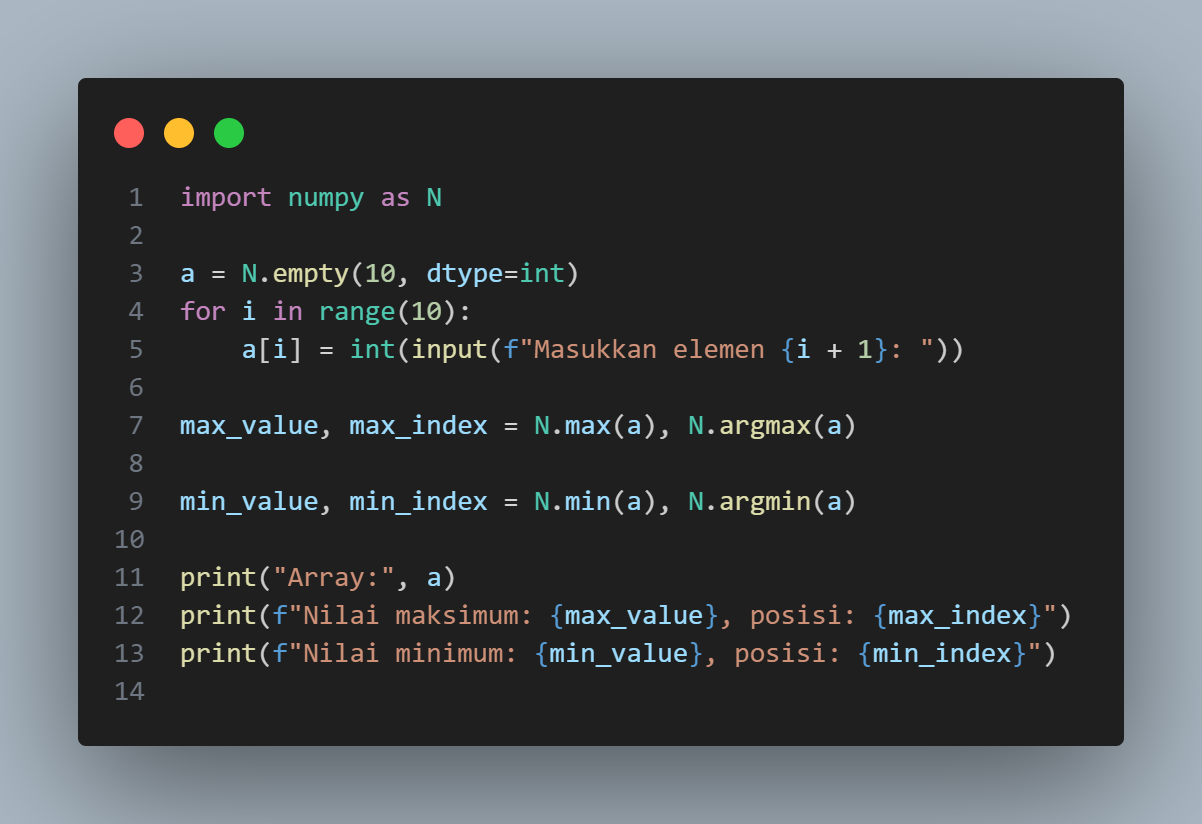 1 import numpy as N
2
3 a = N.empty(10, dtype=int)
4 for i in range(10):
5     a[i] = int(input(f"Masukkan elemen {i + 1}: "))
6
7 max_value, max_index = N.max(a), N.argmax(a)
8
9 min_value, min_index = N.min(a), N.argmin(a)
10
11 print("Array:", a)
12 print(f"Nilai maksimum: {max_value}, posisi: {max_index}")
13 print(f"Nilai minimum: {min_value}, posisi: {min_index}")
14